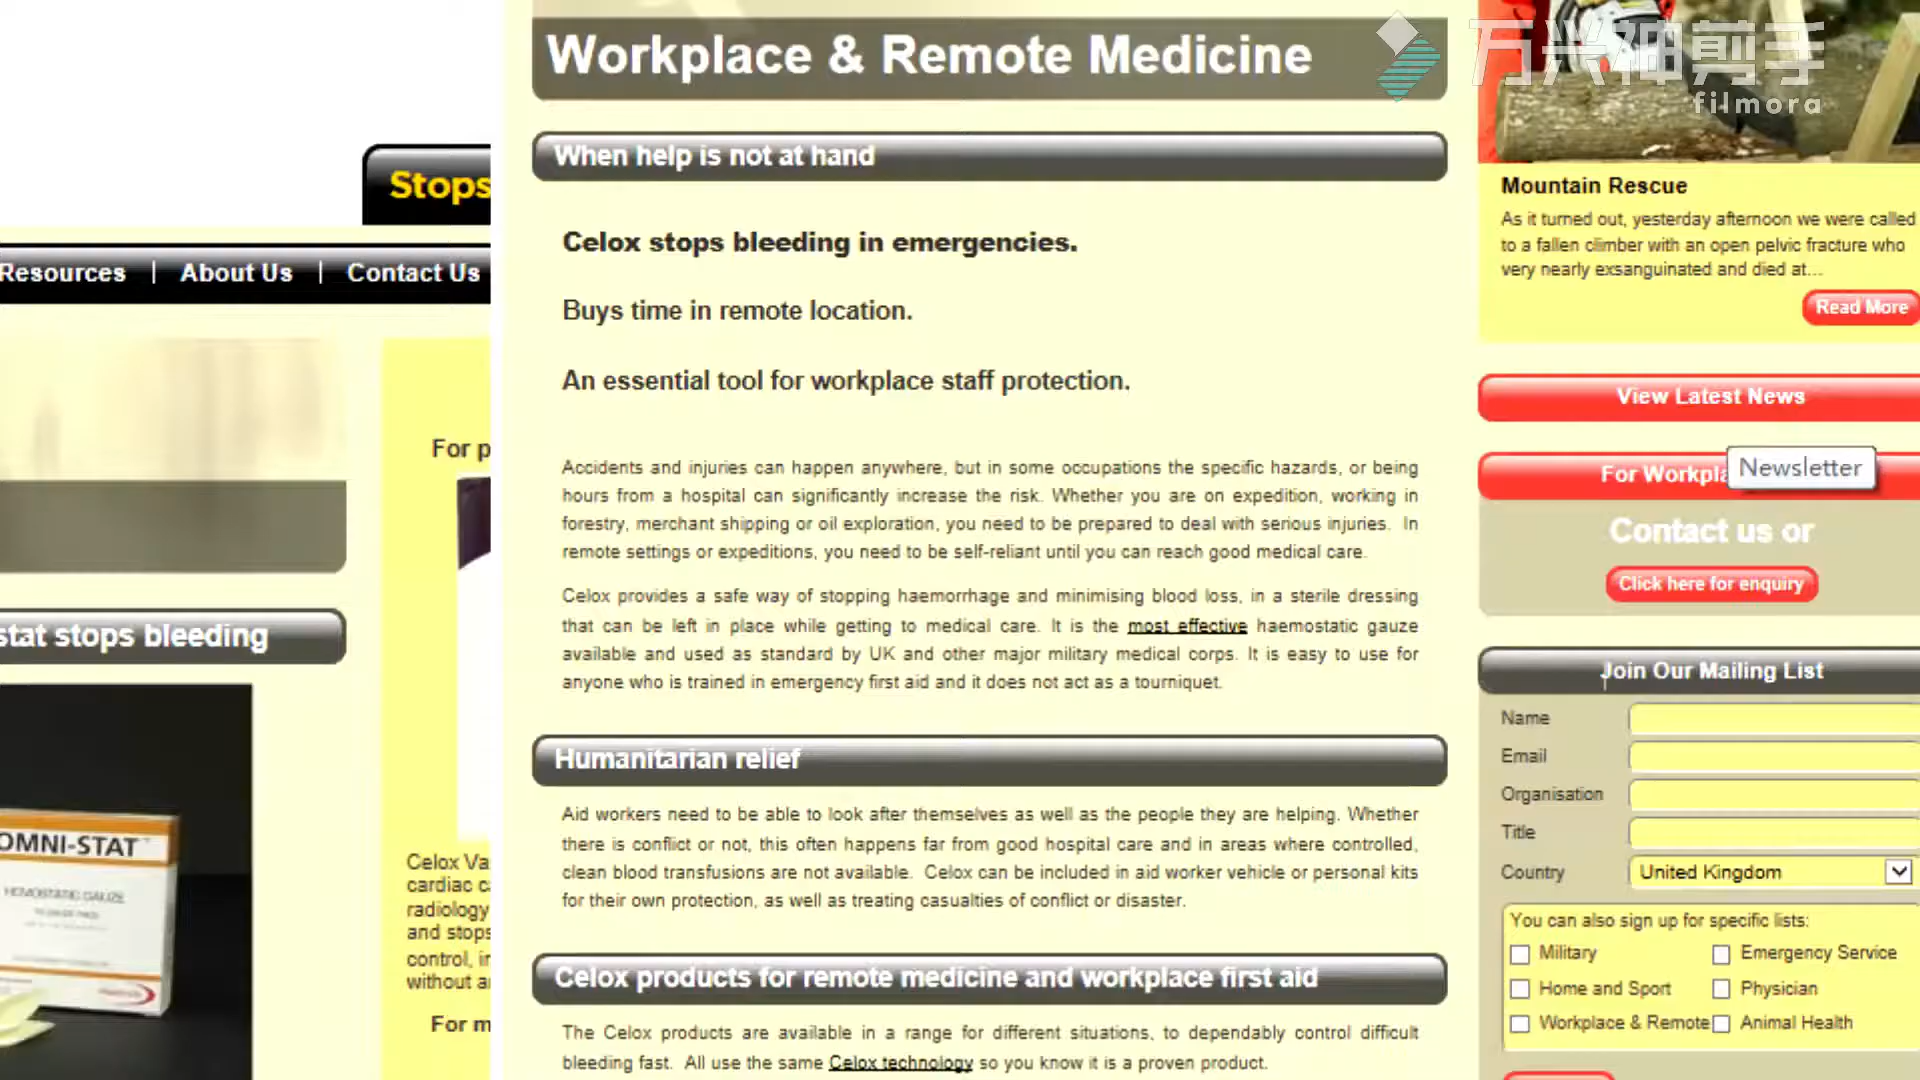 Stops
Resources | About Us | Contact Us
stat stops bleeding
OMNI-STAT
HEMOSTATIC GAUZE
For p
Celox Va
cardiac c
radiology
and stops
control, i
without a
For m
Workplace & Remote Medicine
When help is not at hand
Celox stops bleeding in emergencies.
Buys time in remote location.
An essential tool for workplace staff protection.
Accidents and injuries can happen anywhere, but in some occupations the specific hazards, or being
hours from a hospital can significantly increase the risk. Whether you are on expedition, working in
forestry, merchant shipping or oil exploration, you need to be prepared to deal with serious injuries. In
remote settings or expeditions, you need to be self-reliant until you can reach good medical care.
Celox provides a safe way of stopping haemorrhage and minimising blood loss, in a sterile dressing
that can be left in place while getting to medical care. It is the most effective haemostatic gauze
available and used as standard by UK and other major military medical corps. It is easy to use for
anyone who is trained in emergency first aid and it does not act as a tourniquet.
Humanitarian relief
Aid workers need to be able to look after themselves as well as the people they are helping. Whether
there is conflict or not, this often happens far from good hospital care and in areas where controlled,
clean blood transfusions are not available. Celox can be included in aid worker vehicle or personal kits
for their own protection, as well as treating casualties of conflict or disaster.
Celox products for remote medicine and workplace first aid
The Celox products are available in a range for different situations, to dependably control difficult
bleeding fast. All use the same Celox technology so you know it is a proven product.
万兴神剪手
filmora
Mountain Rescue
As it turned out, yesterday afternoon we were called
to a fallen climber with an open pelvic fracture who
very nearly exsanguinated and died at...
Read More
View Latest News
For Workpla
Newsletter
Contact us or
Click here for enquiry
Join Our Mailing List
Name
Email
Organisation
Title
Country United Kingdom
You can also sign up for specific lists:
Military Emergency Service
Home and Sport Physician
Workplace & Remote Animal Health